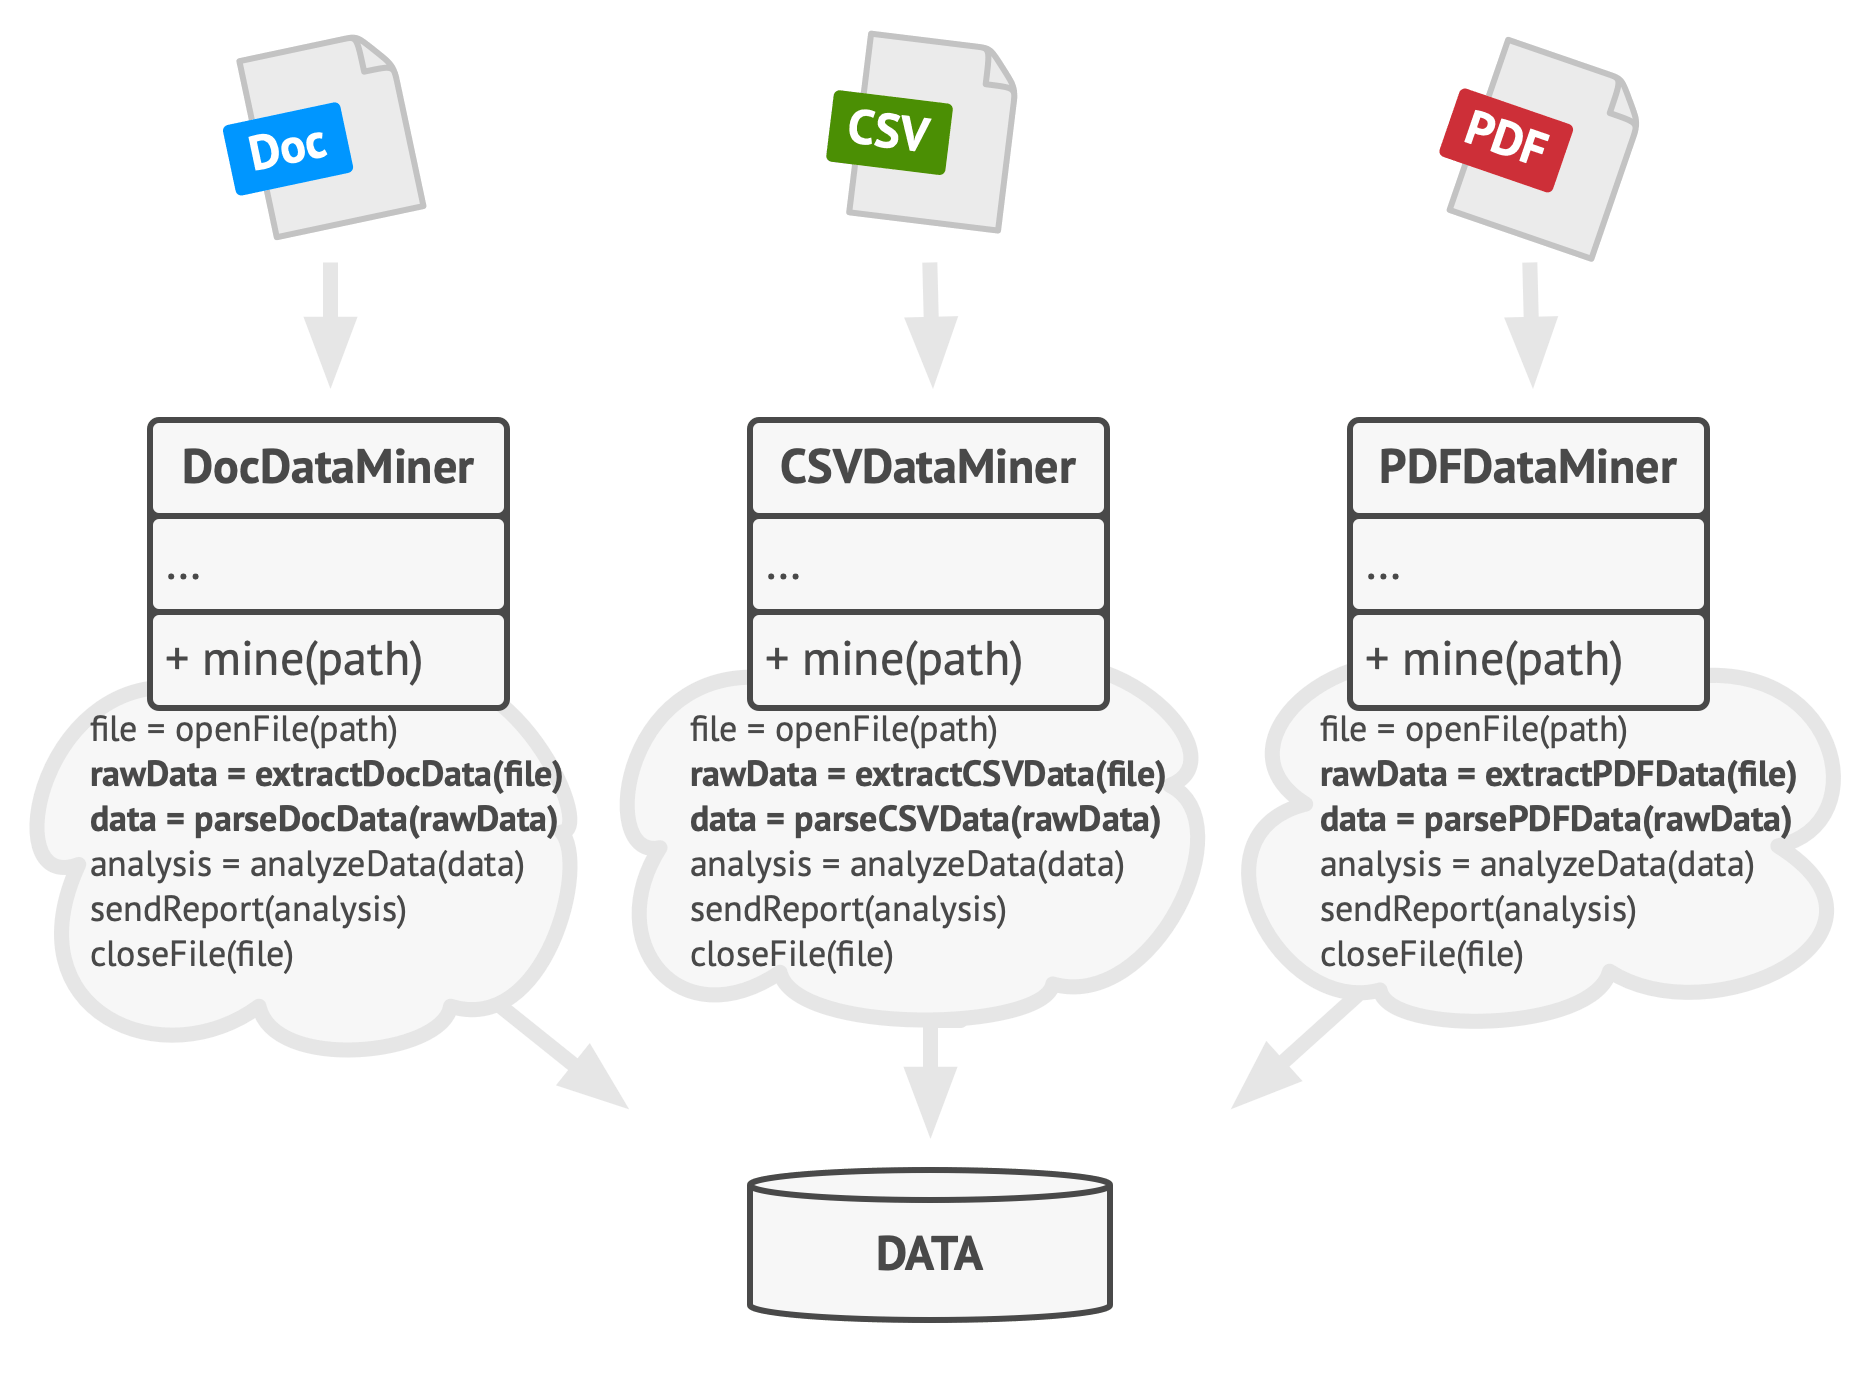 Doc
CSV
PDF
DocDataMiner
...
+ mine(path)
file = openFile(path)
rawData = extractDocData(file)
data = parseDocData(rawData)
analysis = analyzeData(data)
sendReport(analysis)
closeFile(file)
CSVDataMiner
...
+ mine(path)
file = openFile(path)
rawData = extractCSVData(file)
data = parseCSVData(rawData)
analysis = analyzeData(data)
sendReport(analysis)
closeFile(file)
PDFDataMiner
...
+ mine(path)
file = openFile(path)
rawData = extractPDFData(file)
data = parsePDFData(rawData)
analysis = analyzeData(data)
sendReport(analysis)
closeFile(file)
DATA